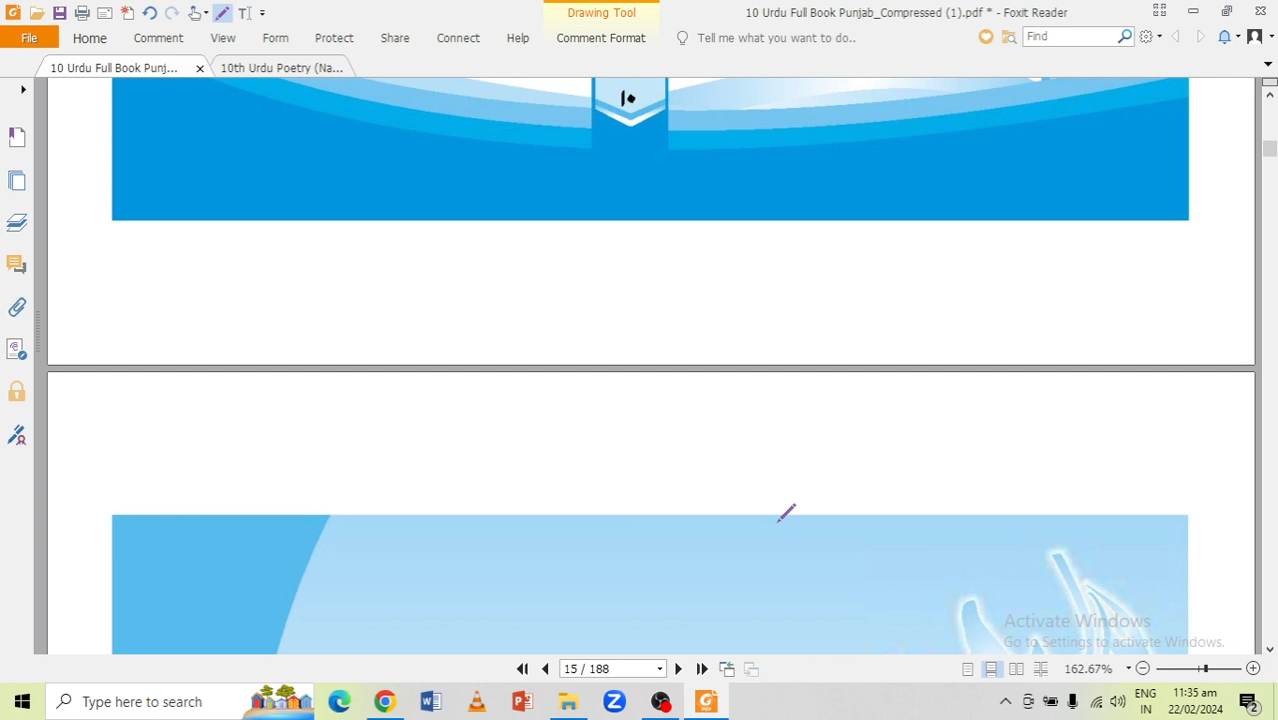 Drawing Tool
10 Urdu Full Book Punjab_Compressed (1).pdf * - Foxit Reader
File Home Comment View Form Protect Share Connect Help Comment Format Tell me what you want to do.. Find
10 Urdu Full Book Punj... 10th Urdu Poetry (Na...
۱۰
Activate Windows
Go to Settings to activate Windows.
15 / 188
162.67%
Type here to search
ENG
IN
11:35 am
22/02/2024
2